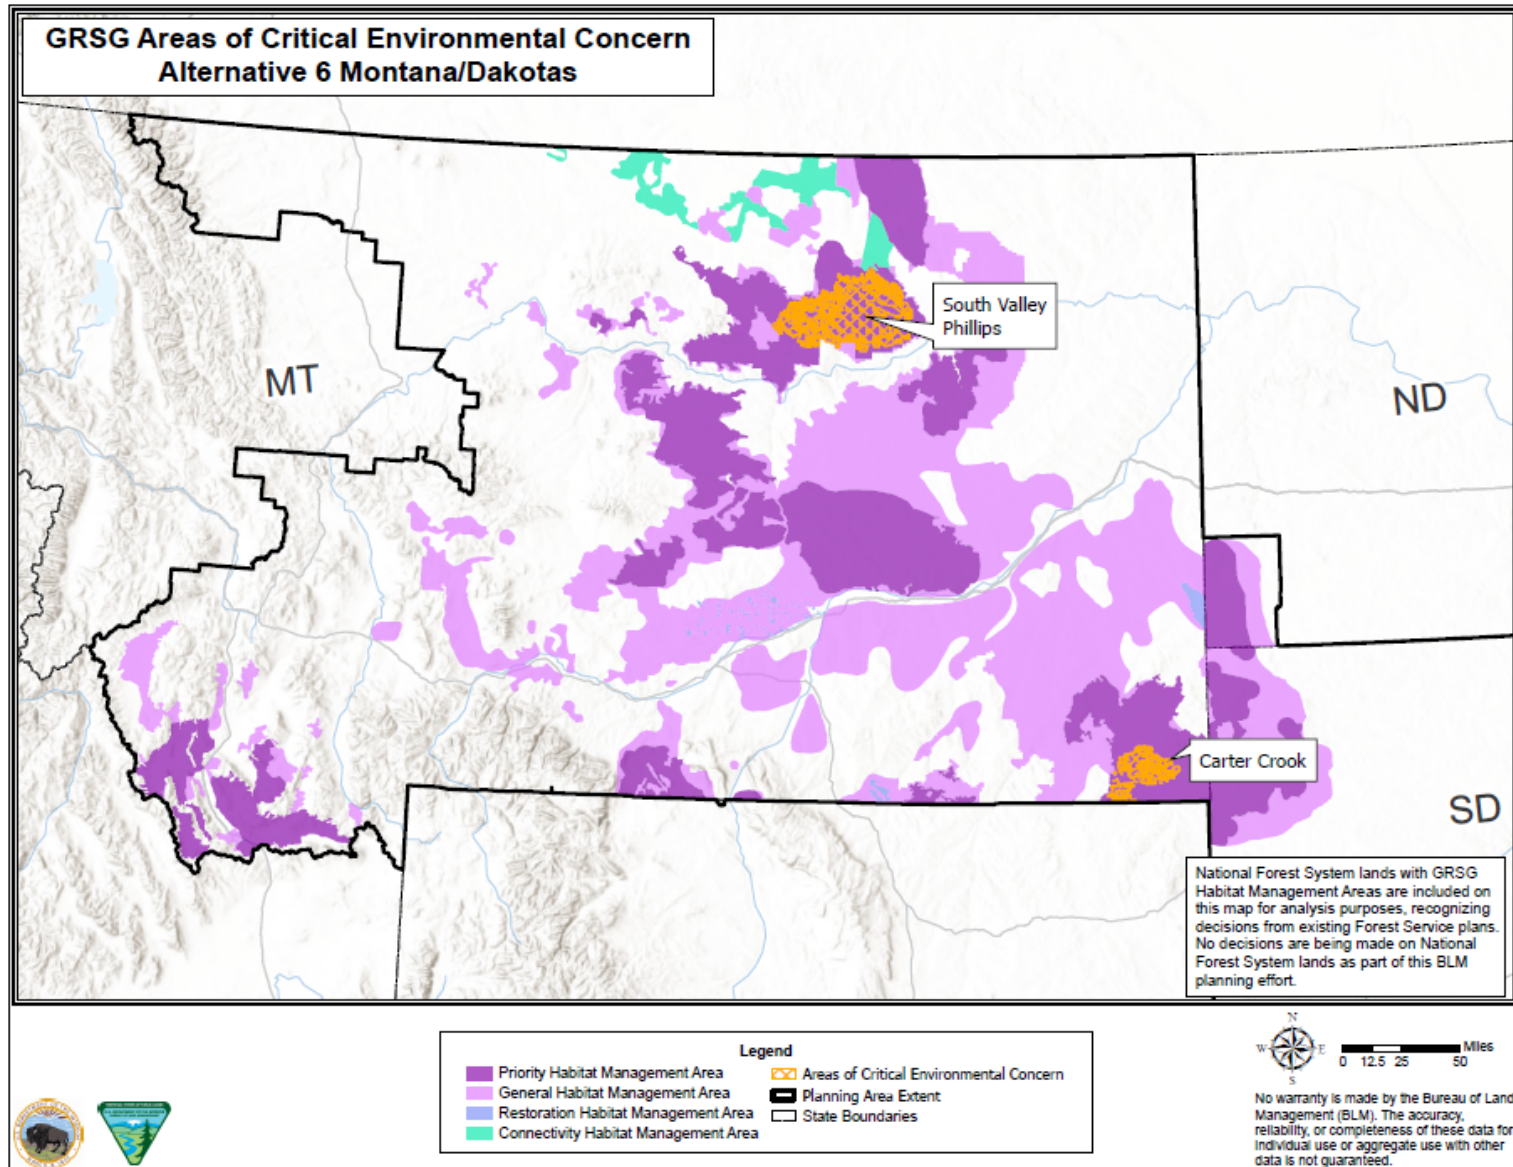 GRSG Areas of Critical Environmental Concern
Alternative 6 Montana/Dakotas
MT
ND
SD
South Valley
Phillips
Carter Crook
National Forest System lands with GRSG
Habitat Management Areas are included on
this map for analysis purposes, recognizing
decisions from existing Forest Service plans.
No decisions are being made on National
Forest System lands as part of this BLM
planning effort.
Legend
Priority Habitat Management Area
General Habitat Management Area
Restoration Habitat Management Area
Connectivity Habitat Management Area
Areas of Critical Environmental Concern
Planning Area Extent
State Boundaries
N
W
E
S
Miles
0 12.5 25 50
No warranty is made by the Bureau of Land
Management (BLM). The accuracy,
reliability, or completeness of these data for
individual use or aggregate use with other
data is not guaranteed.